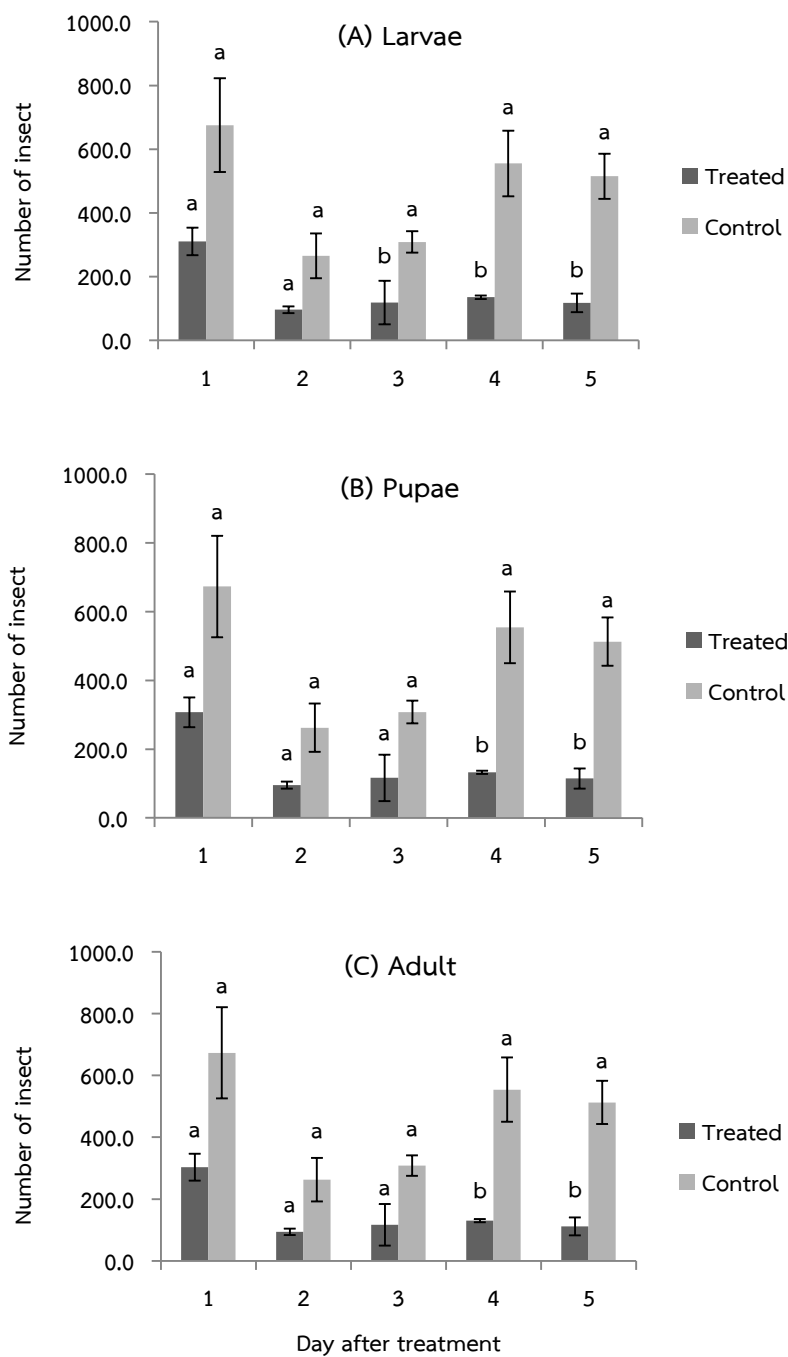 (A) Larvae
Number of insect
1000.0
800.0
600.0
400.0
200.0
0.0
a a
a a
b a
b a
b a
1 2 3 4 5
Treated
Control
(B) Pupae
Number of insect
1000.0
800.0
600.0
400.0
200.0
0.0
a a
a a
a a
b a
b a
1 2 3 4 5
Treated
Control
(C) Adult
Number of insect
1000.0
800.0
600.0
400.0
200.0
0.0
a a
a a
a a
b a
b a
1 2 3 4 5
Treated
Control
Day after treatment